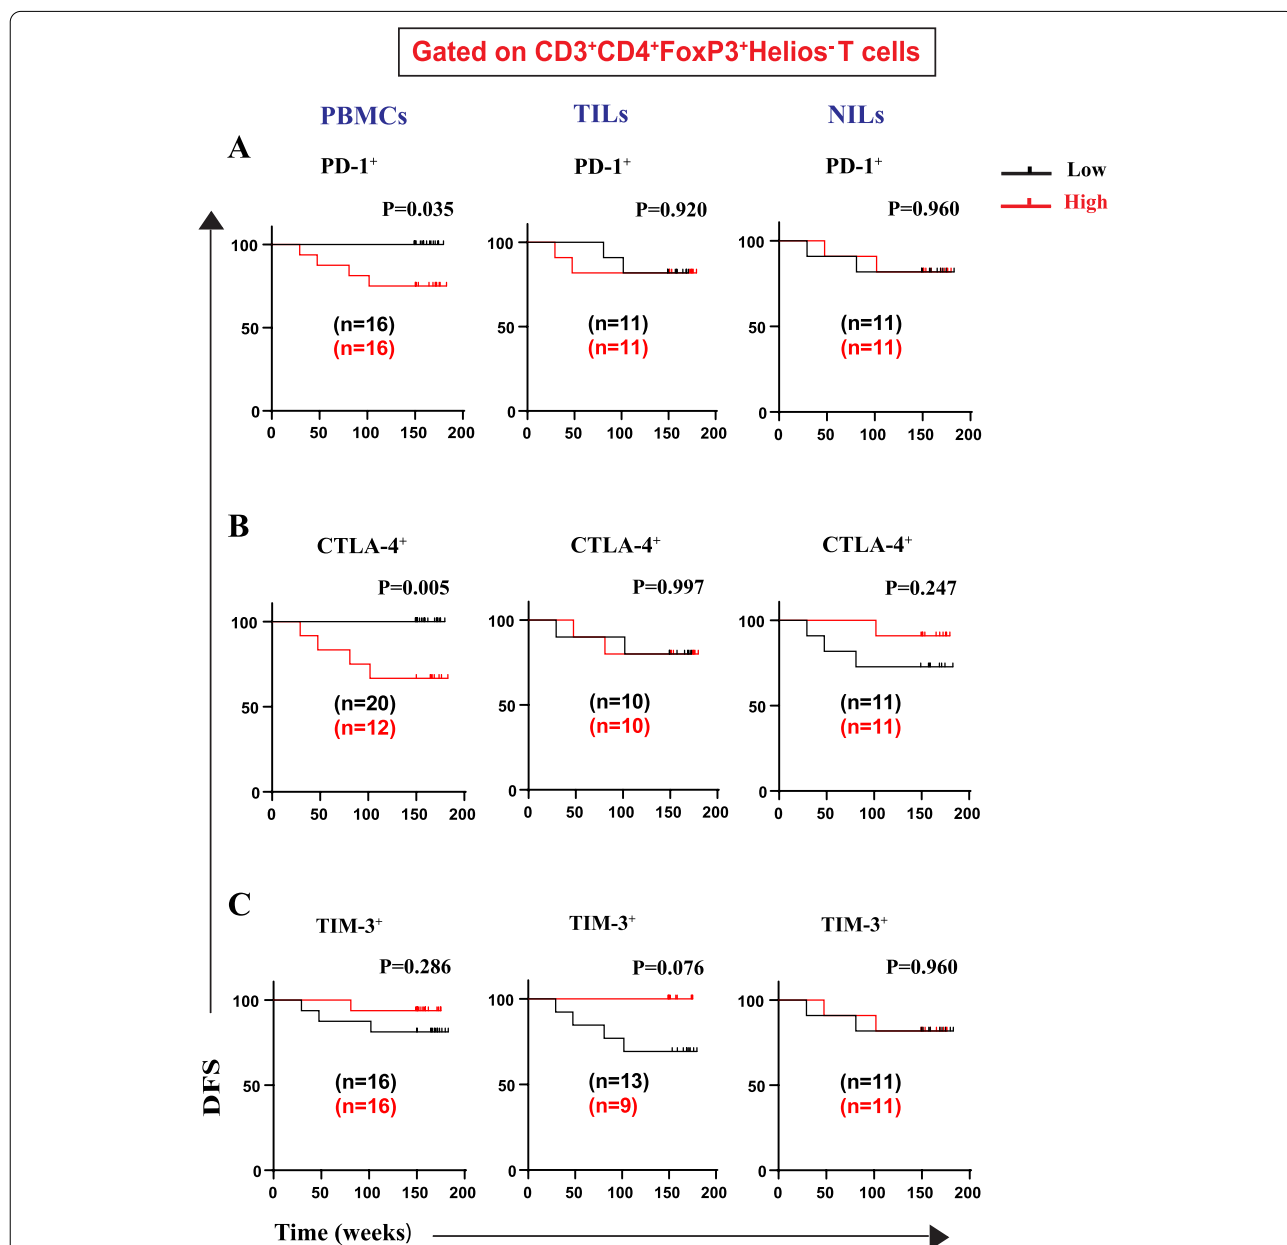 Gated on CD3⁺CD4⁺FoxP3⁺Helios⁻ T cells
PBMCs TILs NILs
A
PD-1⁺ PD-1⁺ PD-1⁺
Low
High
P=0.035 P=0.920 P=0.960
100 100 100
(n=16) (n=11) (n=11)
50 50 50
(n=16) (n=11) (n=11)
0 0 0
0 50 100 150 200 0 50 100 150 200 0 50 100 150 200
B
CTLA-4⁺ CTLA-4⁺ CTLA-4⁺
P=0.005 P=0.997 P=0.247
100 100 100
(n=20) (n=10) (n=11)
50 50 50
(n=12) (n=10) (n=11)
0 0 0
0 50 100 150 200 0 50 100 150 200 0 50 100 150 200
C
TIM-3⁺ TIM-3⁺ TIM-3⁺
P=0.286 P=0.076 P=0.960
100 100 100
(n=16) (n=13) (n=11)
50 50 50
(n=16) (n=9) (n=11)
0 0 0
0 50 100 150 200 0 50 100 150 200 0 50 100 150 200
DFS
Time (weeks)